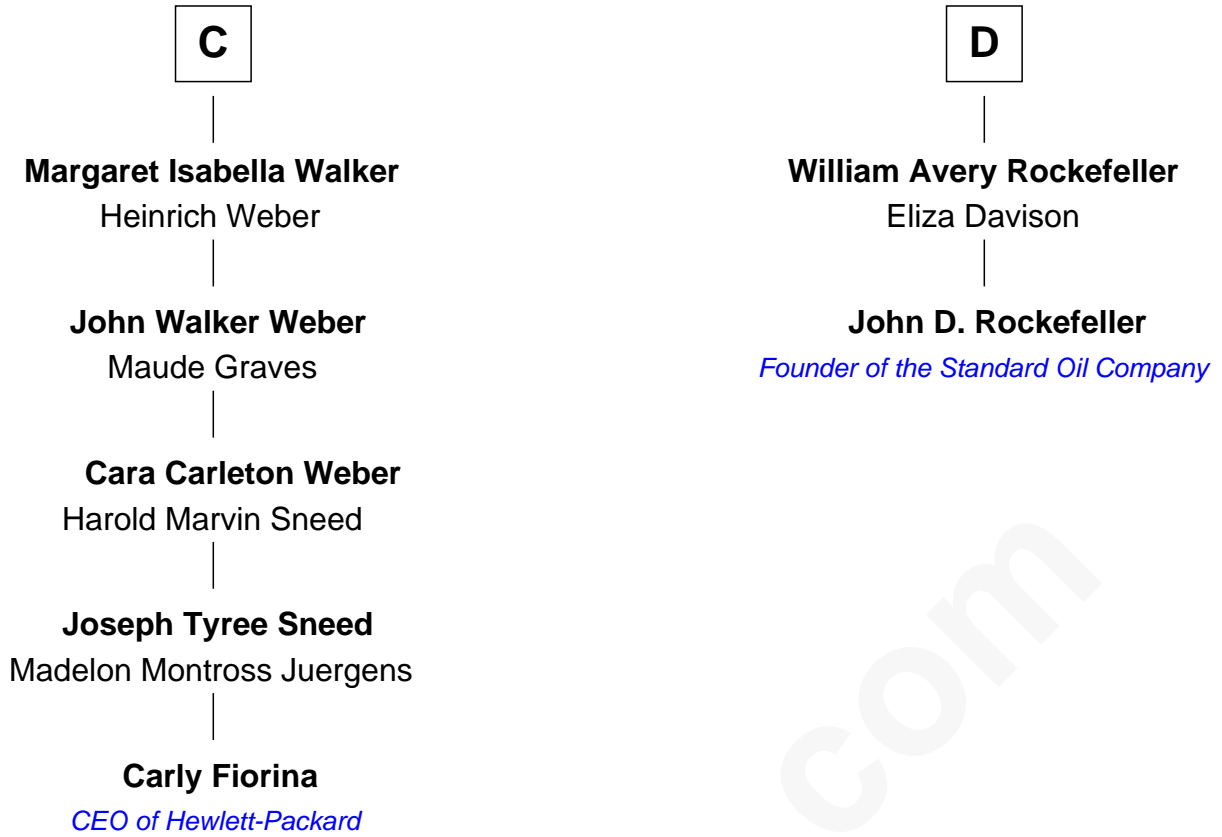 C
Margaret Isabella Walker
Heinrich Weber
John Walker Weber
Maude Graves
Cara Carleton Weber
Harold Marvin Sneed
Joseph Tyree Sneed
Madelon Montross Juergens
Carly Fiorina
CEO of Hewlett-Packard
D
William Avery Rockefeller
Eliza Davison
John D. Rockefeller
Founder of the Standard Oil Company
com